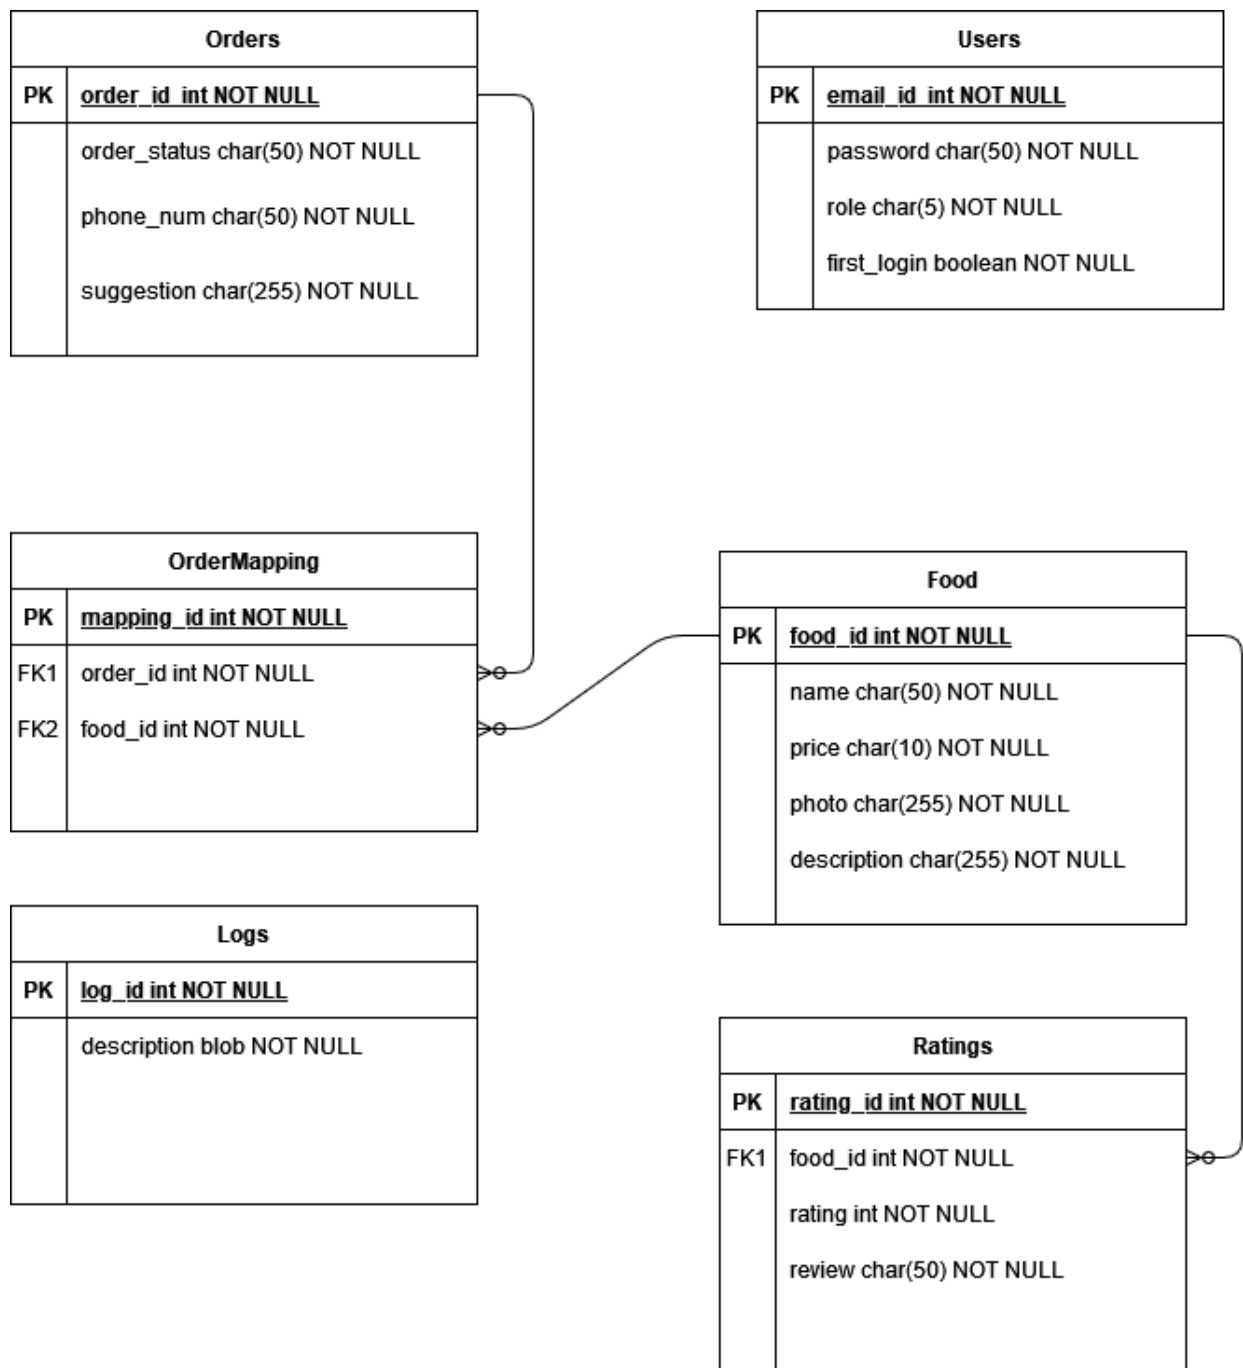 Orders
PK order_id int NOT NULL
order_status char(50) NOT NULL
phone_num char(50) NOT NULL
suggestion char(255) NOT NULL
Users
PK email_id int NOT NULL
password char(50) NOT NULL
role char(5) NOT NULL
first_login boolean NOT NULL
OrderMapping
PK mapping_id int NOT NULL
FK1 order_id int NOT NULL
FK2 food_id int NOT NULL
Food
PK food_id int NOT NULL
name char(50) NOT NULL
price char(10) NOT NULL
photo char(255) NOT NULL
description char(255) NOT NULL
Logs
PK log_id int NOT NULL
description blob NOT NULL
Ratings
PK rating_id int NOT NULL
FK1 food_id int NOT NULL
rating int NOT NULL
review char(50) NOT NULL